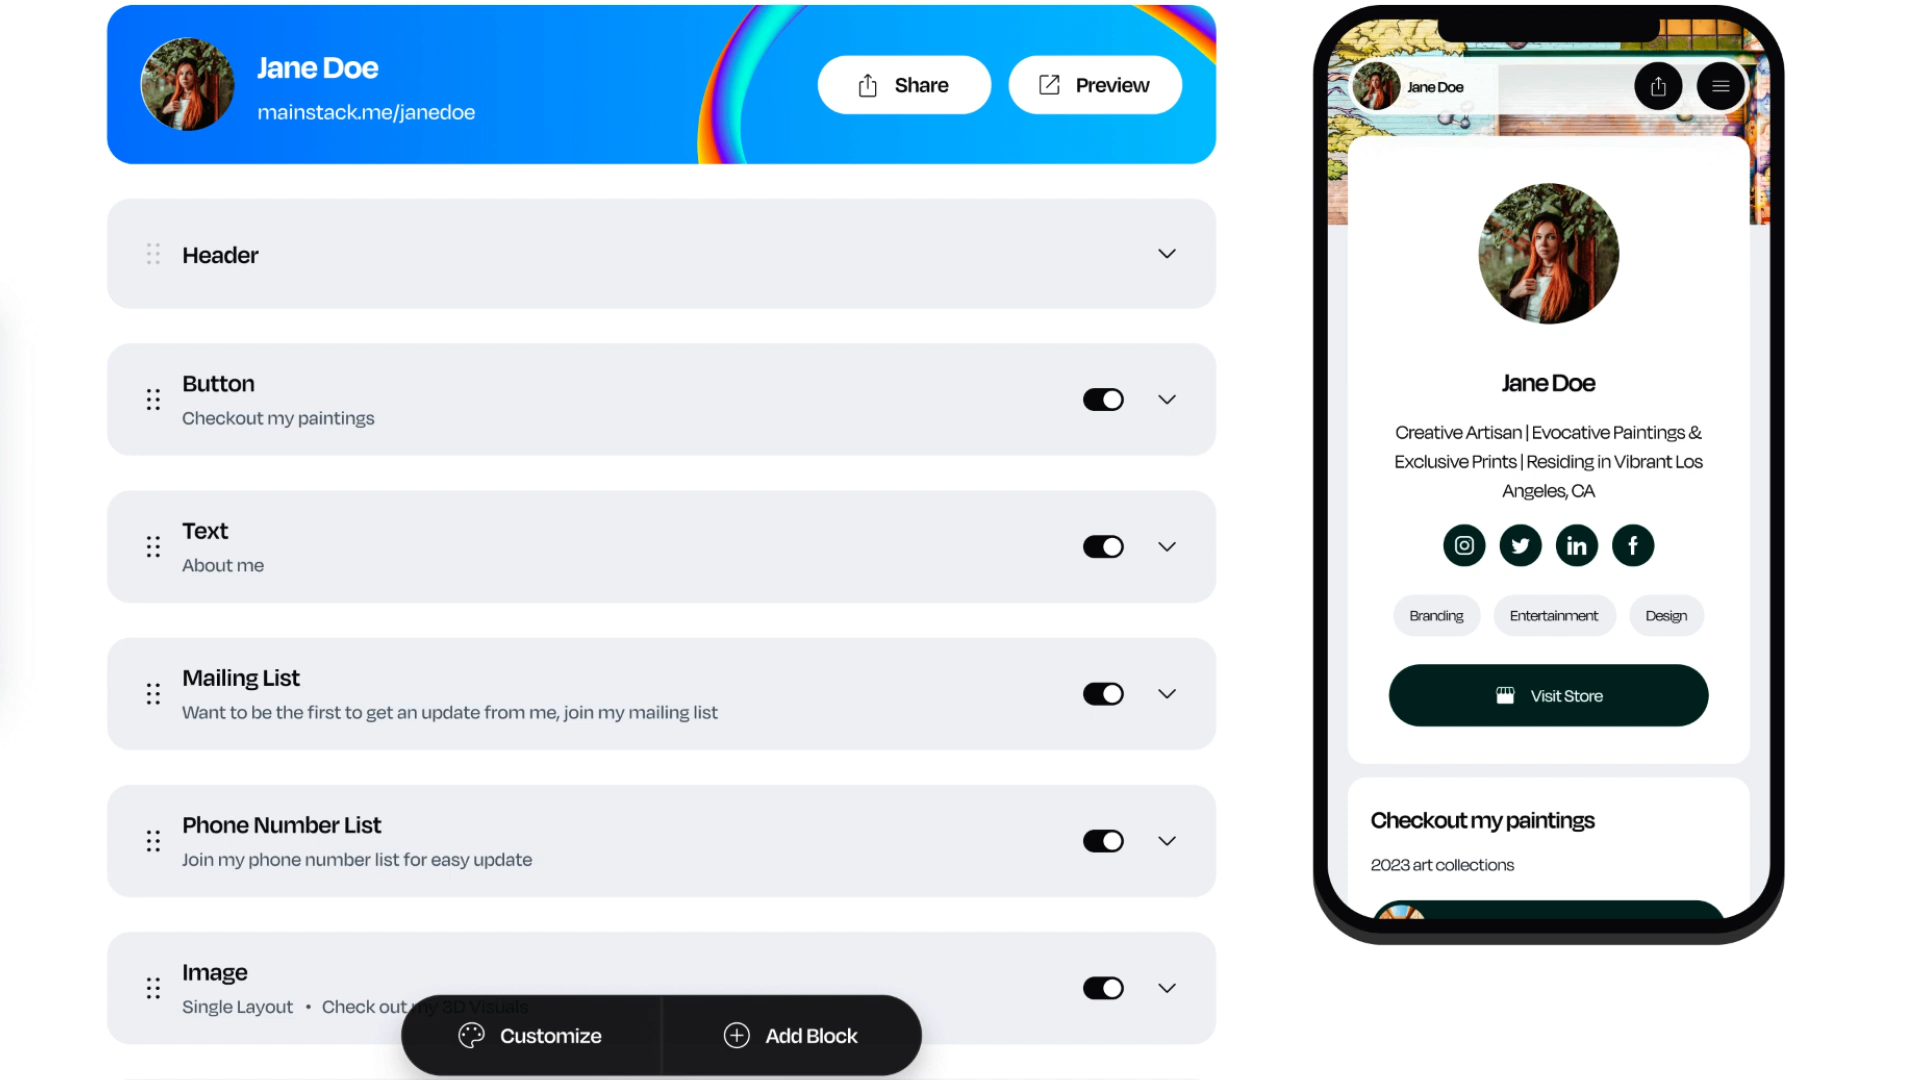 Jane Doe
mainstack.me/janedoe
Share
Preview
Header
Button
Checkout my paintings
Text
About me
Mailing List
Want to be the first to get an update from me, join my mailing list
Phone Number List
Join my phone number list for easy update
Image
Single Layout • Check out my 3D Visuals
Customize
Add Block
Jane Doe
Jane Doe
Creative Artisan | Evocative Paintings &
Exclusive Prints | Residing in Vibrant Los
Angeles, CA
in
f
Branding
Entertainment
Design
Visit Store
Checkout my paintings
2023 art collections